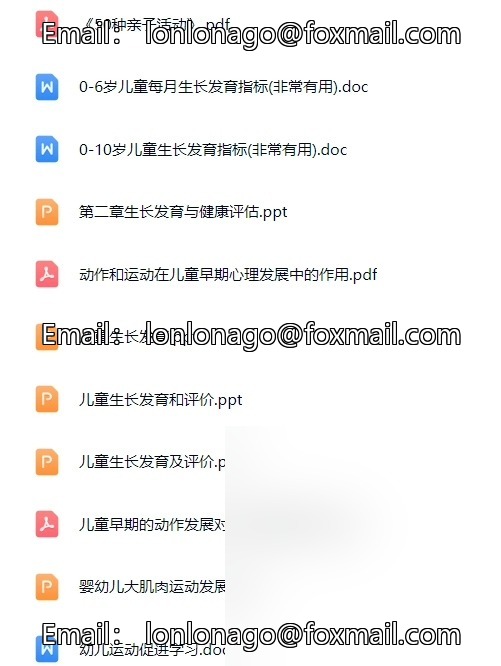 《50种亲子活动》.pdf
Email： lonlonago@foxmail.com
0-6岁儿童每月生长发育指标(非常有用).doc
0-10岁儿童生长发育指标(非常有用).doc
第二章生长发育与健康评估.ppt
动作和运动在儿童早期心理发展中的作用.pdf
生长发育.ppt
Email： lonlonago@foxmail.com
儿童生长发育和评价.ppt
儿童生长发育及评价.p
儿童早期的动作发展对
婴幼儿大肌肉运动发展
Email： lonlonago@foxmail.com
幼儿运动促进学习.doc